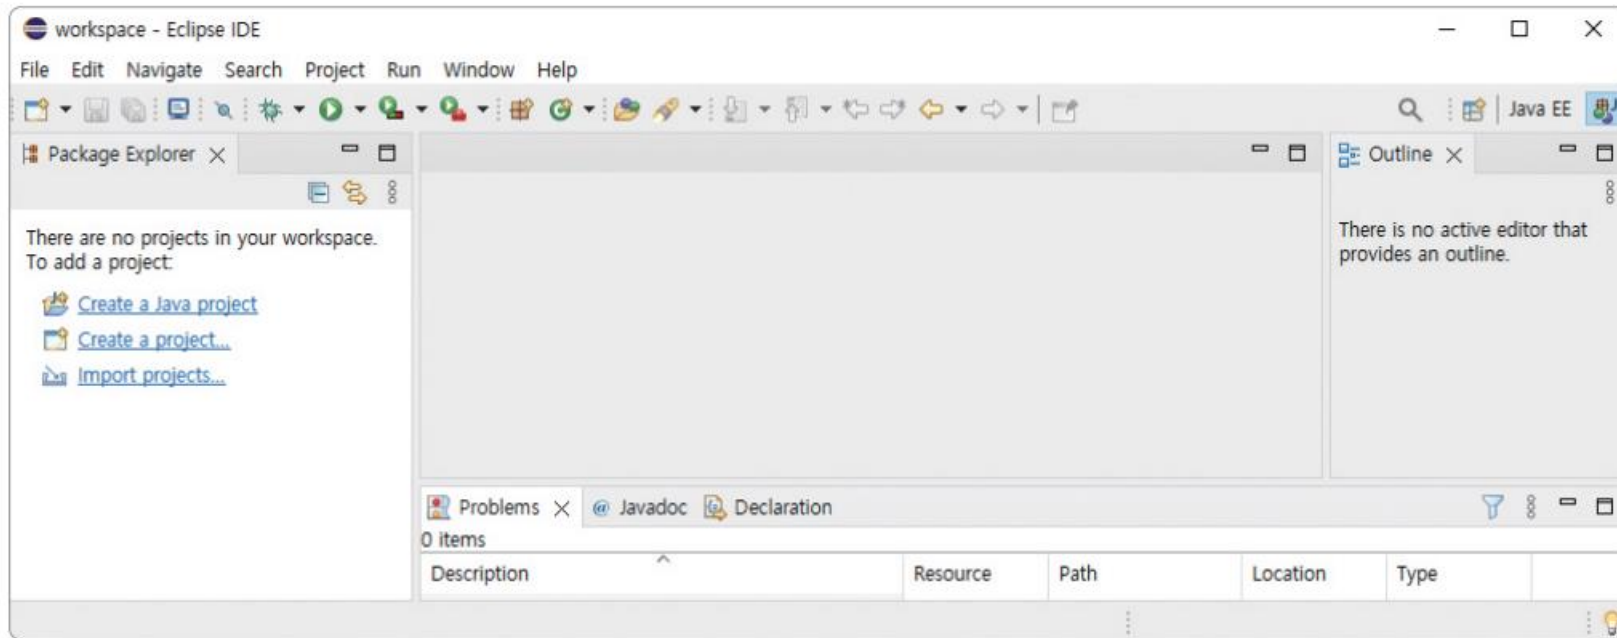 workspace - Eclipse IDE
File Edit Navigate Search Project Run Window Help
Java EE
Package Explorer
Outline
There are no projects in your workspace.
To add a project:
Create a Java project
Create a project...
Import projects...
There is no active editor that
provides an outline.
Problems @ Javadoc Declaration
0 items
Description Resource Path Location Type